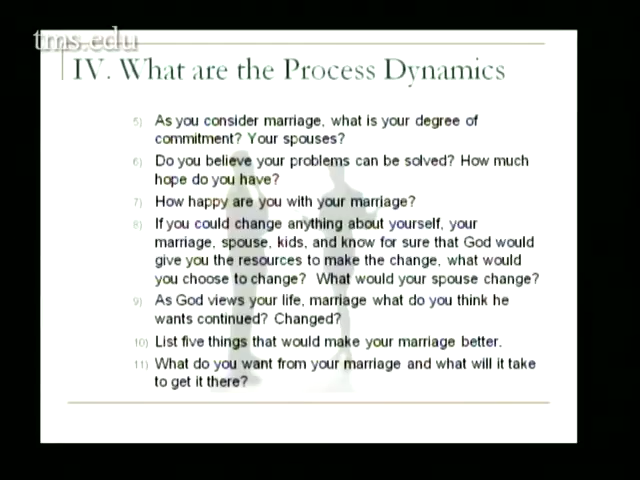 tms.edu
IV. What are the Process Dynamics
5) As you consider marriage, what is your degree of
commitment? Your spouses?
6) Do you believe your problems can be solved? How much
hope do you have?
7) How happy are you with your marriage?
8) If you could change anything about yourself, your
marriage, spouse, kids, and know for sure that God would
give you the resources to make the change, what would
you choose to change? What would your spouse change?
9) As God views your life, marriage what do you think he
wants continued? Changed?
10) List five things that would make your marriage better.
11) What do you want from your marriage and what will it take
to get it there?